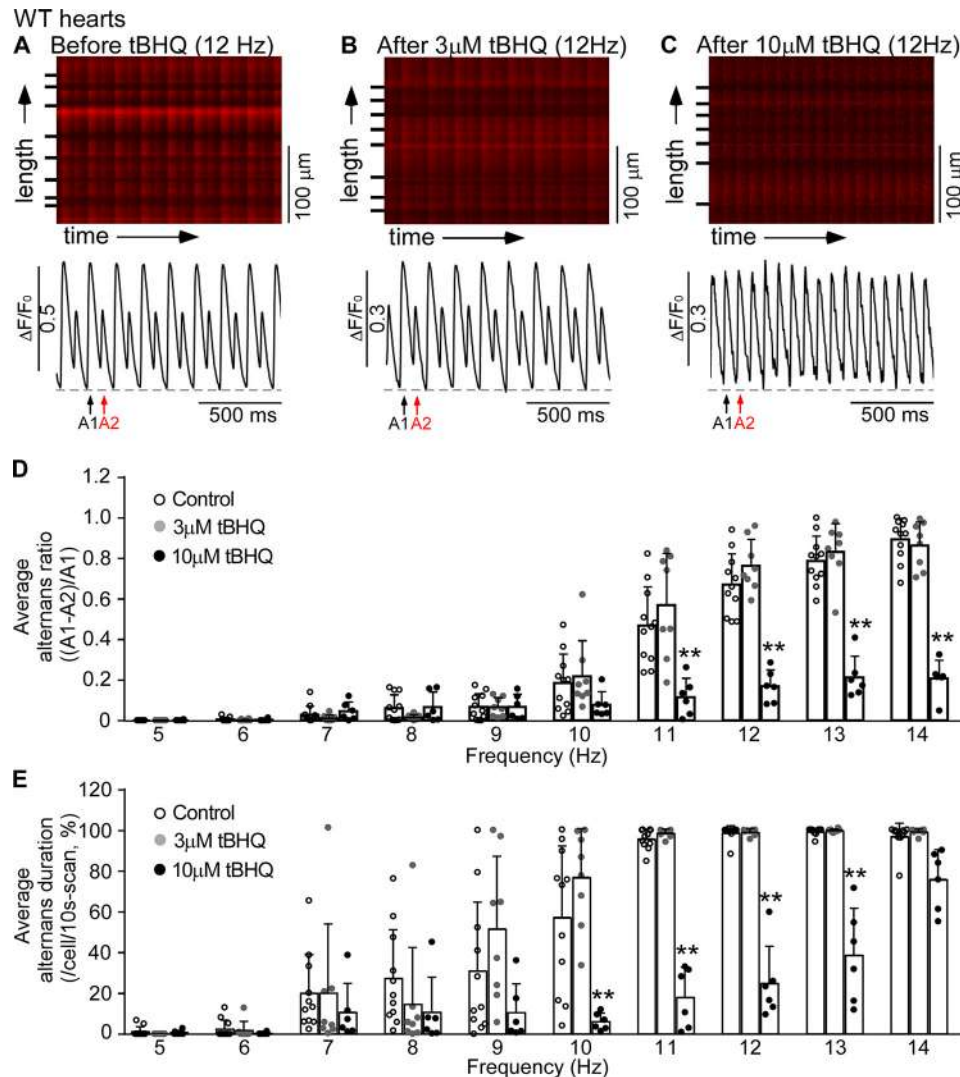 WT hearts
A Before tBHQ (12 Hz)
B After 3μM tBHQ (12Hz)
C After 10μM tBHQ (12Hz)
length
100 μm
length
100 μm
length
100 μm
time
time
time
ΔF/F₀
0.5
ΔF/F₀
0.3
ΔF/F₀
0.3
A1 A2
500 ms
A1 A2
500 ms
A1 A2
500 ms
D
Average
alternans ratio
((A1-A2)/A1)
1.2
1.0
0.8
0.6
0.4
0.2
0
Control
3μM tBHQ
10μM tBHQ
** ** ** **
5 6 7 8 9 10 11 12 13 14
Frequency (Hz)
E
Average
alternans duration
(/cell/10s-scan, %)
120
100
80
60
40
20
0
Control
3μM tBHQ
10μM tBHQ
** ** ** **
5 6 7 8 9 10 11 12 13 14
Frequency (Hz)